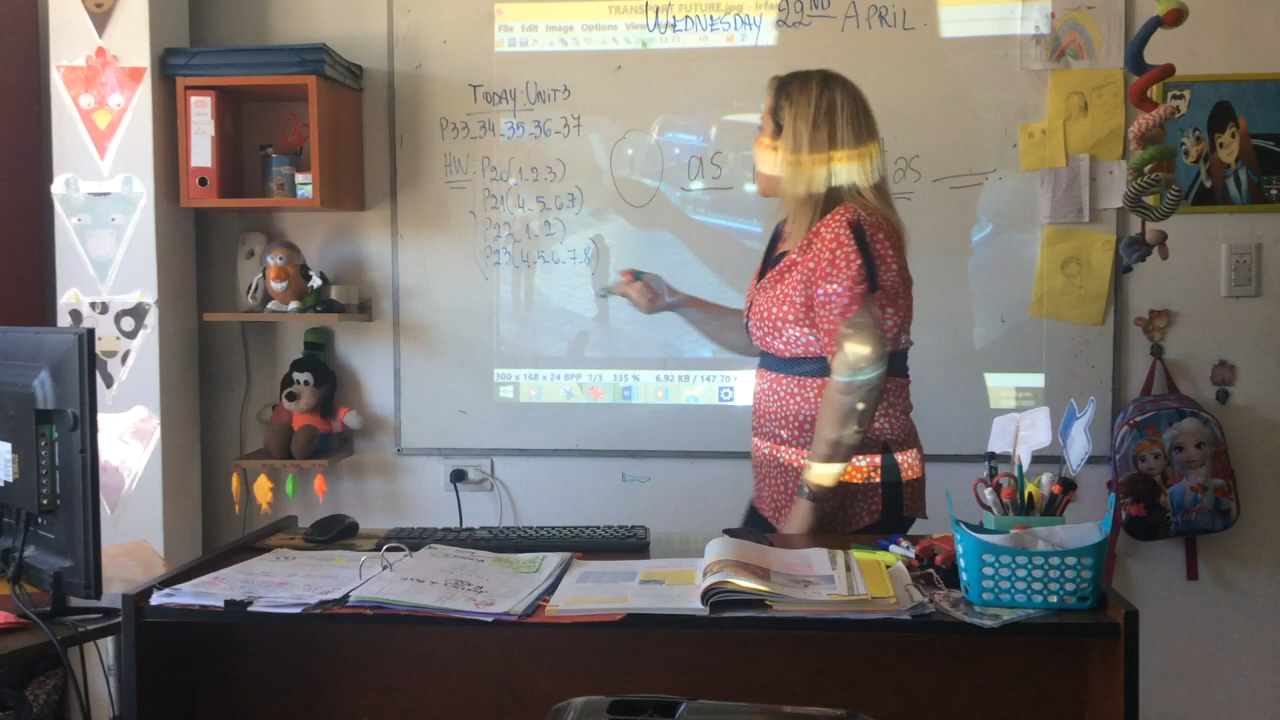 TRANSPORT FUTURE.jpg - Irfan
File Edit Image Options View
WEDNESDAY 22ND APRIL.
TODAY: UNIT 3
P33-34-35-36-37
HW: P20(1-2-3)
P21(4-5-6-7)
P22(1-2)
P23(4-5-6-7-8)
as as
300 x 168 x 24 BPP 1/3 335 % 6.92 KB / 147.70